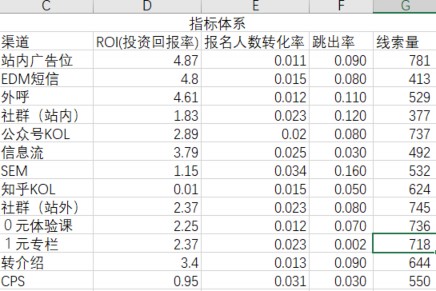 C D E F G
指标体系
渠道 ROI(投资回报率) 报名人数转化率 跳出率 线索量
站内广告位 4.87 0.011 0.090 781
EDM短信 4.8 0.015 0.080 413
外呼 4.61 0.012 0.110 529
社群（站内） 1.83 0.023 0.120 377
公众号KOL 2.89 0.02 0.080 737
信息流 3.79 0.025 0.030 492
SEM 1.15 0.034 0.160 532
知乎KOL 0.01 0.015 0.050 624
社群（站外） 2.37 0.023 0.080 745
０元体验课 2.25 0.012 0.070 736
１元专栏 2.37 0.023 0.002 718
转介绍 3.4 0.013 0.090 644
CPS 0.95 0.031 0.030 550